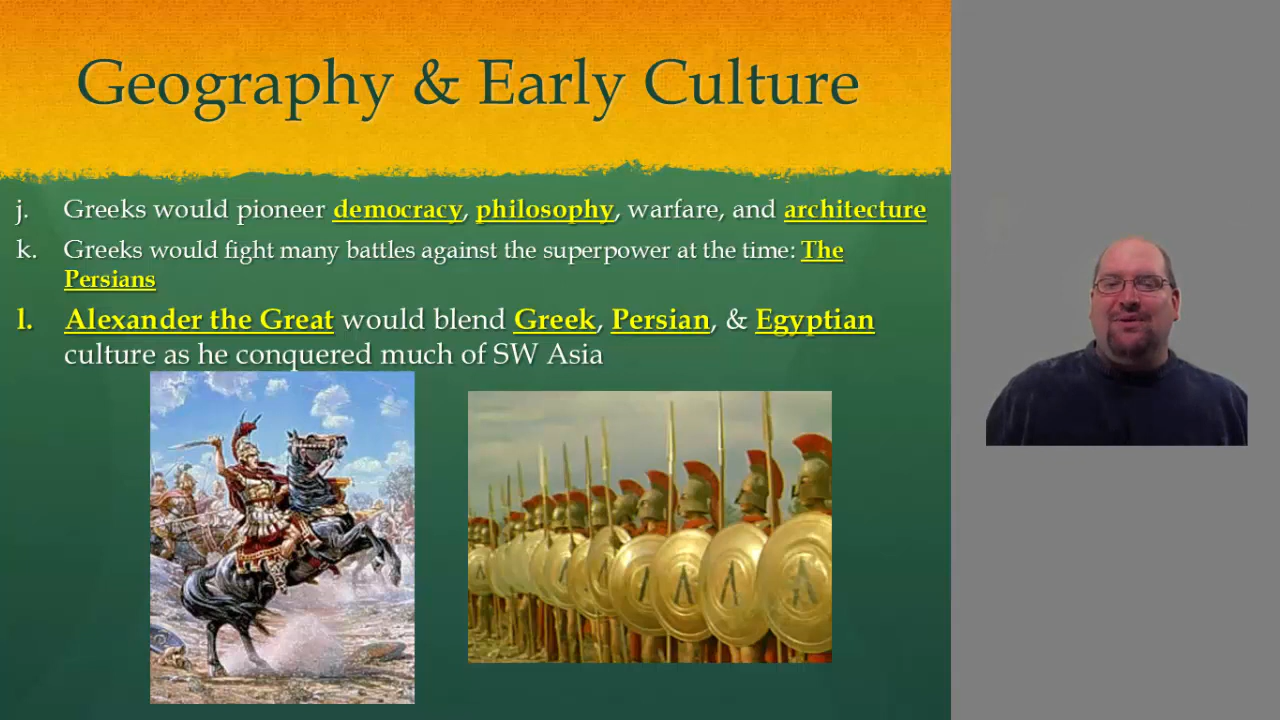 Geography & Early Culture
j. Greeks would pioneer democracy, philosophy, warfare, and architecture
k. Greeks would fight many battles against the superpower at the time: The
Persians
l. Alexander the Great would blend Greek, Persian, & Egyptian
culture as he conquered much of SW Asia